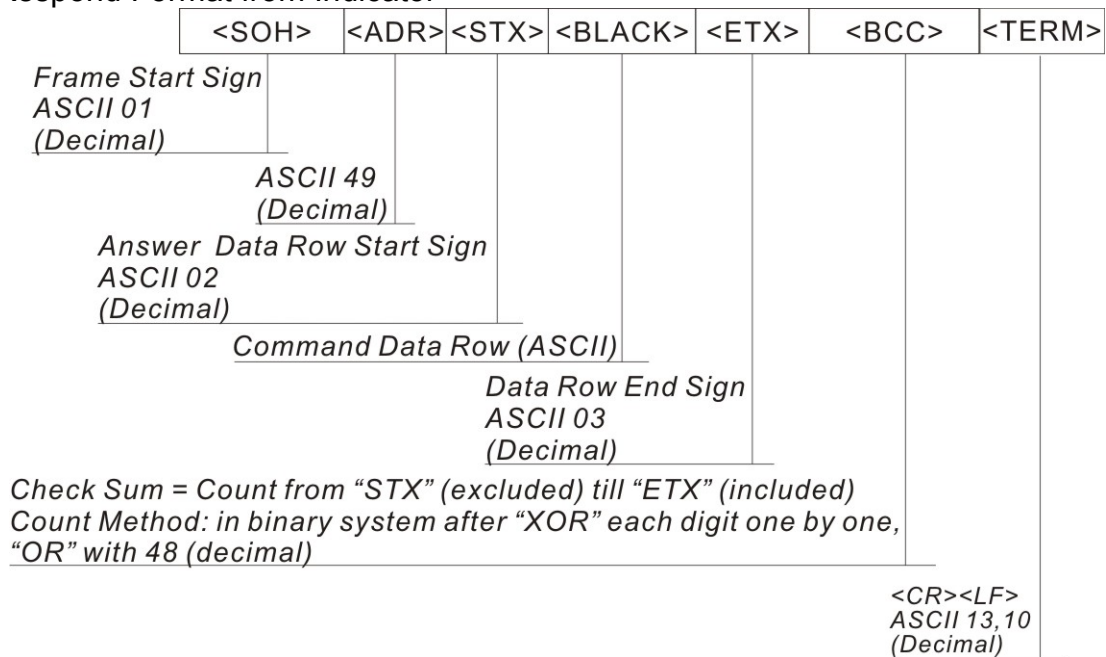 Respond Format from Indicator
<SOH> <ADR> <STX> <BLACK> <ETX> <BCC> <TERM>
Frame Start Sign
ASCII 01
(Decimal)
ASCII 49
(Decimal)
Answer Data Row Start Sign
ASCII 02
(Decimal)
Command Data Row (ASCII)
Data Row End Sign
ASCII 03
(Decimal)
Check Sum = Count from “STX” (excluded) till “ETX” (included)
Count Method: in binary system after “XOR” each digit one by one,
“OR” with 48 (decimal)
<CR><LF>
ASCII 13,10
(Decimal)